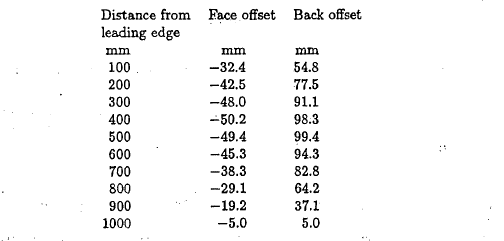 Distance from Face offset Back offset
leading edge
mm mm mm
100 −32.4 54.8
200 −42.5 77.5
300 −48.0 91.1
400 −50.2 98.3
500 −49.4 99.4
600 −45.3 94.3
700 −38.3 82.8
800 −29.1 64.2
900 −19.2 37.1
1000 −5.0 5.0